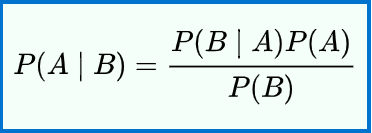 P(A | B) = P(B | A)P(A) / P(B)